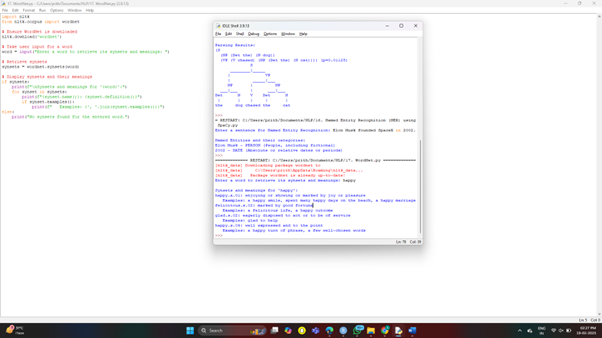 17. WordNet.py - C:/Users/prith/Documents/NLP/17. WordNet.py (3.9.13)
File Edit Format Run Options Window Help
import nltk
from nltk.corpus import wordnet
# Ensure WordNet is downloaded
nltk.download('wordnet')
# Take user input for a word
word = input("Enter a word to retrieve its synsets and meanings: ")
# Retrieve synsets
synsets = wordnet.synsets(word)
# Display synsets and their meanings
if synsets:
print(f"\nSynsets and meanings for '{word}':")
for synset in synsets:
print(f"{synset.name()}: {synset.definition()}")
if synset.examples():
print(f" Examples: {', '.join(synset.examples())}")
else:
print("No synsets found for the entered word.")
IDLE Shell 3.9.13
File Edit Shell Debug Options Window Help
Parsing Results:
(S
(NP (Det the) (N dog))
(VP (V chased) (NP (Det the) (N cat))))
S
VP
NP NP
Det N V Det N
the dog chased the cat
>>>
= RESTART: C:/Users/prith/Documents/NLP/16. Named Entity Recognition (NER) using
SpaCy.py
Enter a sentence for Named Entity Recognition: Elon Musk founded SpaceX in 2002.
Named Entities and their categories:
Elon Musk - PERSON (People, including fictional)
2002 - DATE (Absolute or relative dates or periods)
>>>
============ RESTART: C:/Users/prith/Documents/NLP/17. WordNet.py ============
[nltk_data] Downloading package wordnet to
[nltk_data] C:\Users\prith\AppData\Roaming\nltk_data...
[nltk_data] Package wordnet is already up-to-date!
Enter a word to retrieve its synsets and meanings: happy
Synsets and meanings for 'happy':
happy.a.01: enjoying or showing or marked by joy or pleasure
Examples: a happy smile, spent many happy days on the beach, a happy marriage
felicitous.s.02: marked by good fortune
Examples: a felicitous life, a happy outcome
glad.s.02: eagerly disposed to act or to be of service
Examples: glad to help
happy.s.04: well expressed and to the point
Examples: a happy turn of phrase, a few well-chosen words
>>>
Ln: 78 Col: 39
Ln: 5 Col: 0
Haze
Search
ENG
02:27 PM